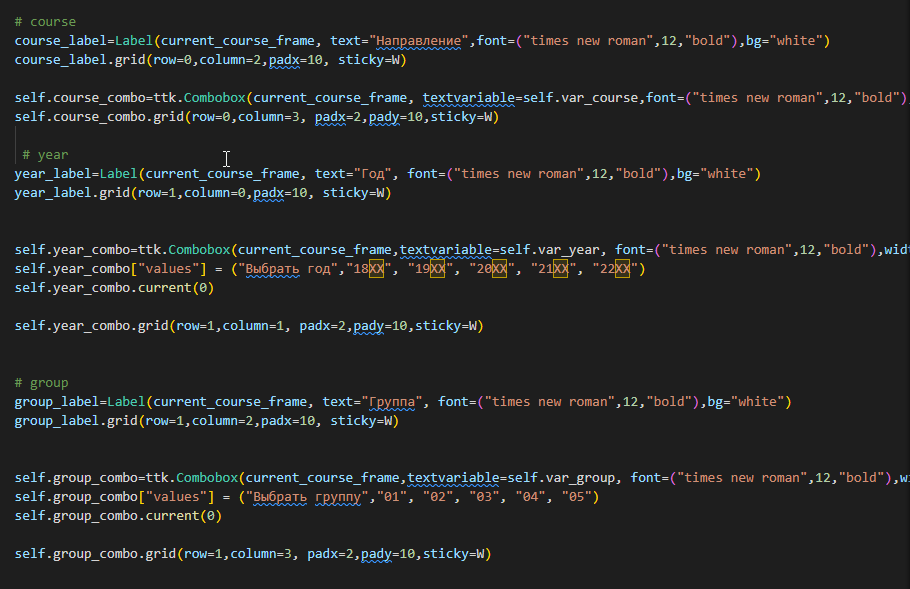 # course
course_label=Label(current_course_frame, text="Направление",font=("times new roman",12,"bold"),bg="white")
course_label.grid(row=0,column=2,padx=10, sticky=W)
self.course_combo=ttk.Combobox(current_course_frame, textvariable=self.var_course,font=("times new roman",12,"bold")
self.course_combo.grid(row=0,column=3, padx=2,pady=10,sticky=W)
# year
year_label=Label(current_course_frame, text="Год", font=("times new roman",12,"bold"),bg="white")
year_label.grid(row=1,column=0,padx=10, sticky=W)
self.year_combo=ttk.Combobox(current_course_frame,textvariable=self.var_year, font=("times new roman",12,"bold"),widt
self.year_combo["values"] = ("Выбрать год","18ХХ", "19ХХ", "20ХХ", "21ХХ", "22ХХ")
self.year_combo.current(0)
self.year_combo.grid(row=1,column=1, padx=2,pady=10,sticky=W)
# group
group_label=Label(current_course_frame, text="Группа", font=("times new roman",12,"bold"),bg="white")
group_label.grid(row=1,column=2,padx=10, sticky=W)
self.group_combo=ttk.Combobox(current_course_frame,textvariable=self.var_group, font=("times new roman",12,"bold"),wi
self.group_combo["values"] = ("Выбрать группу","01", "02", "03", "04", "05")
self.group_combo.current(0)
self.group_combo.grid(row=1,column=3, padx=2,pady=10,sticky=W)